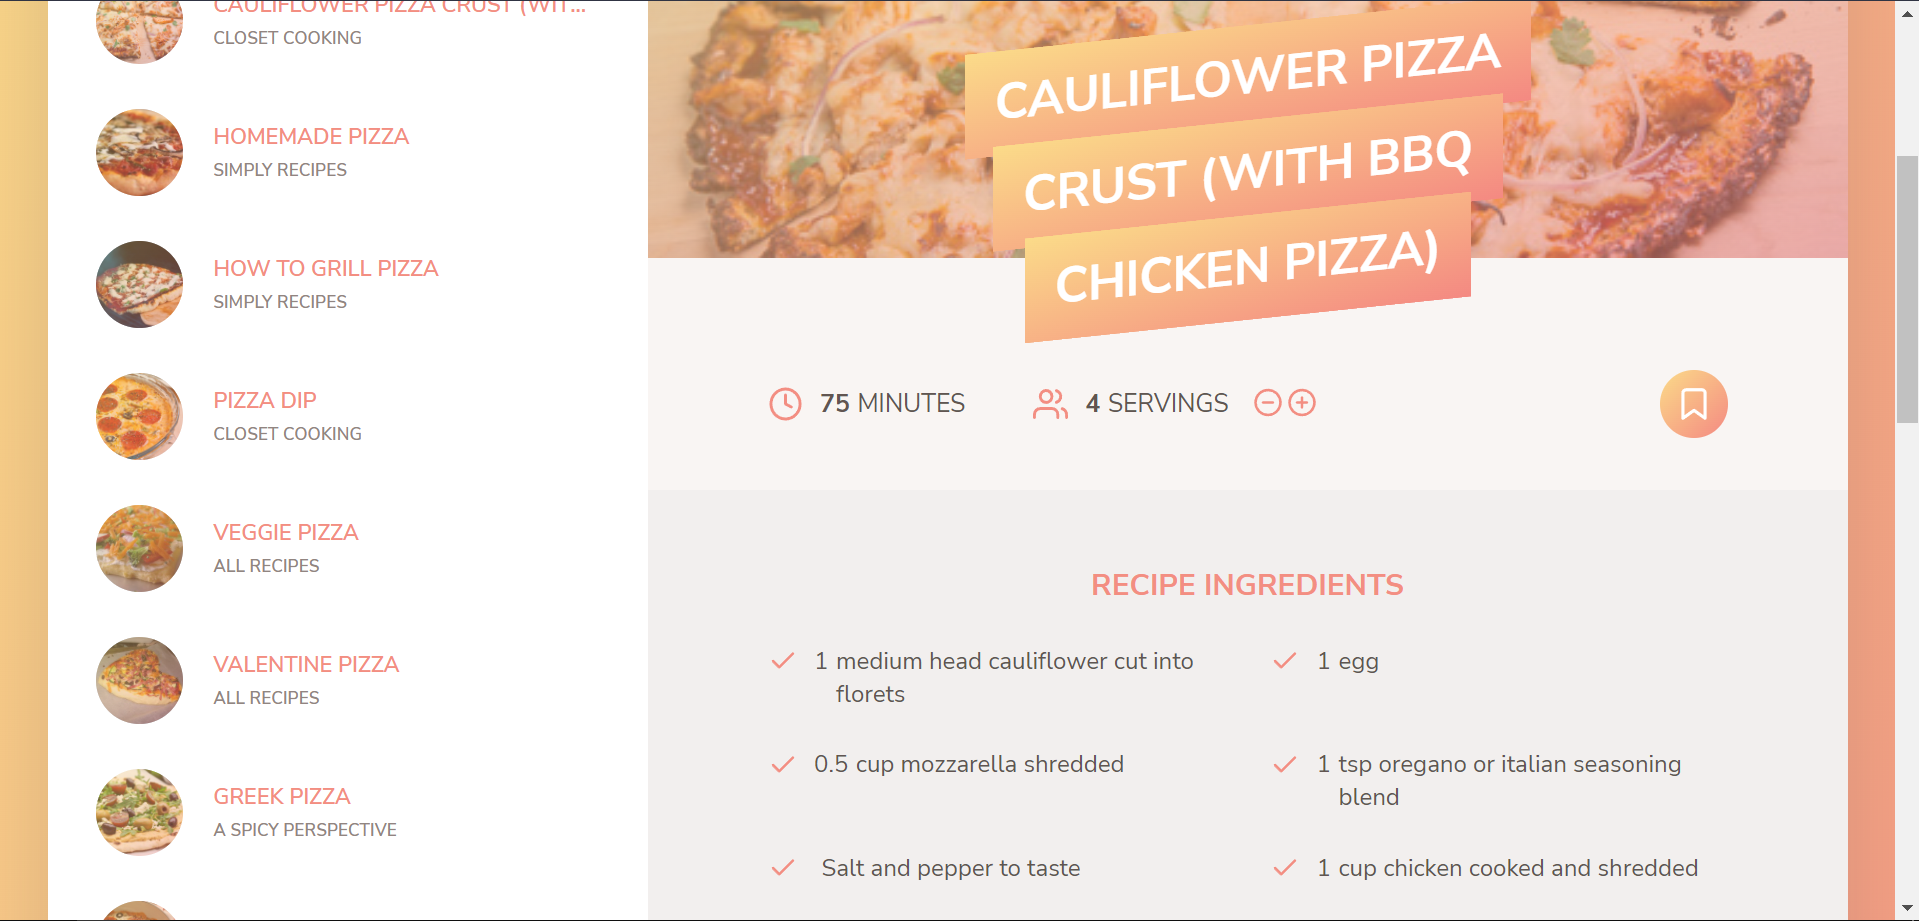 CAULIFLOWER PIZZA CRUST (WIT...
CLOSET COOKING
HOMEMADE PIZZA
SIMPLY RECIPES
HOW TO GRILL PIZZA
SIMPLY RECIPES
PIZZA DIP
CLOSET COOKING
VEGGIE PIZZA
ALL RECIPES
VALENTINE PIZZA
ALL RECIPES
GREEK PIZZA
A SPICY PERSPECTIVE
CAULIFLOWER PIZZA
CRUST (WITH BBQ
CHICKEN PIZZA)
75 MINUTES
4 SERVINGS
RECIPE INGREDIENTS
1 medium head cauliflower cut into
florets
1 egg
0.5 cup mozzarella shredded
1 tsp oregano or italian seasoning
blend
Salt and pepper to taste
1 cup chicken cooked and shredded